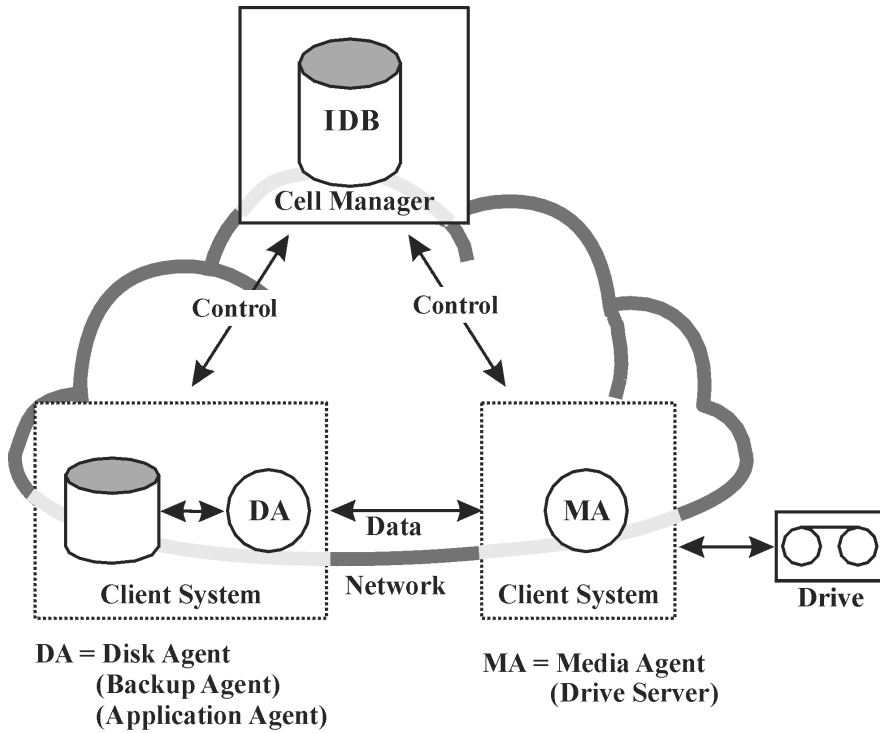 IDB
Cell Manager
Control
Control
DA
Data
MA
Client System
Network
Client System
Drive
DA = Disk Agent
(Backup Agent)
(Application Agent)
MA = Media Agent
(Drive Server)